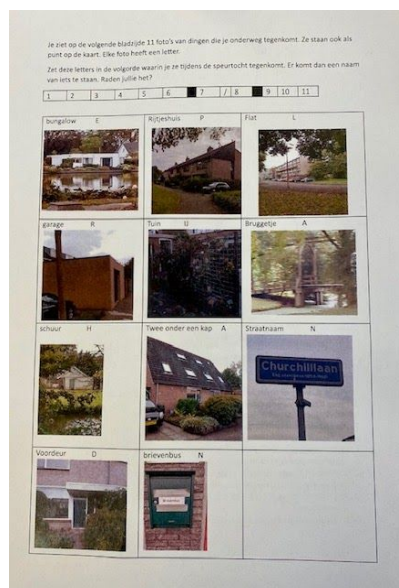 Je ziet op de volgende bladzijde 11 foto's van dingen die je onderweg tegenkomt. Ze staan ook als
punt op de kaart. Elke foto heeft een letter.
Zet deze letters in de volgorde waarin je ze tijdens de speurtocht tegenkomt. Er komt dan een naam
van iets te staan. Raden jullie het?
1 2 3 4 5 6 7 / 8 9 10 11
bungalow E Rijtjeshuis P Flat L
garage R Tuin IJ Bruggetje A
schuur H Twee onder een kap A Straatnaam N
Churchilllaan
Voordeur D brievenbus N